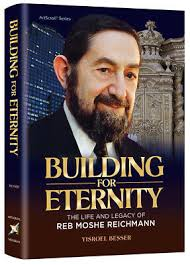 ArtScroll Series
BUILDING FOR ETERNITY
BUILDING
FOR
ETERNITY
THE LIFE AND LEGACY OF
REB MOSHE REICHMANN
YISROEL BESSER